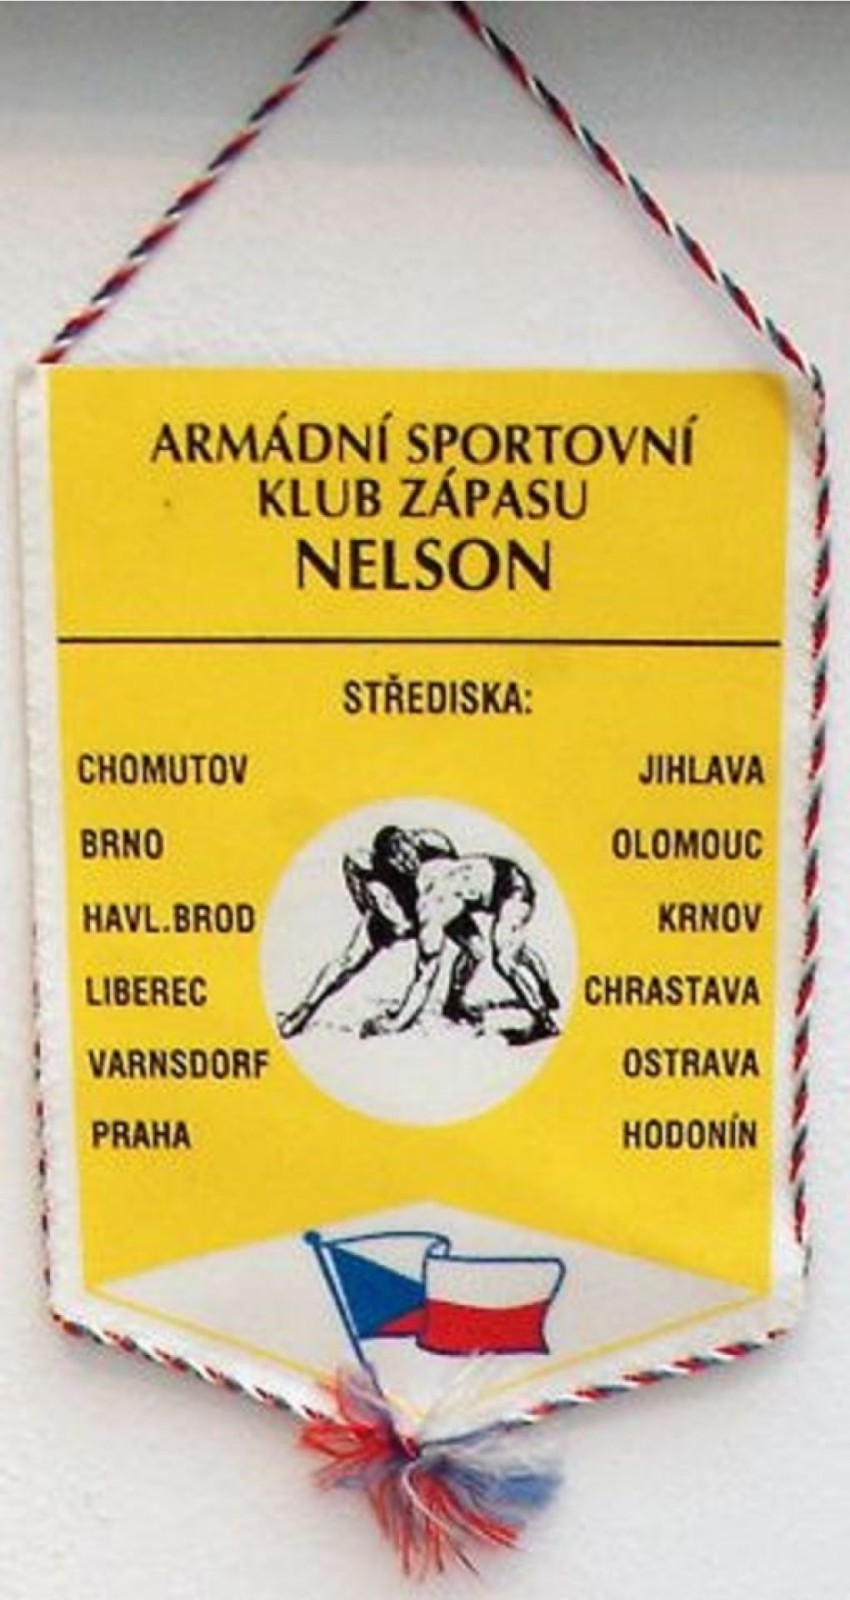 ARMÁDNÍ SPORTOVNÍ
KLUB ZÁPASU
NELSON
STŘEDISKA:
CHOMUTOV
BRNO
HAVL.BROD
LIBEREC
VARNSDORF
PRAHA
JIHLAVA
OLOMOUC
KRNOV
CHRASTAVA
OSTRAVA
HODONÍN